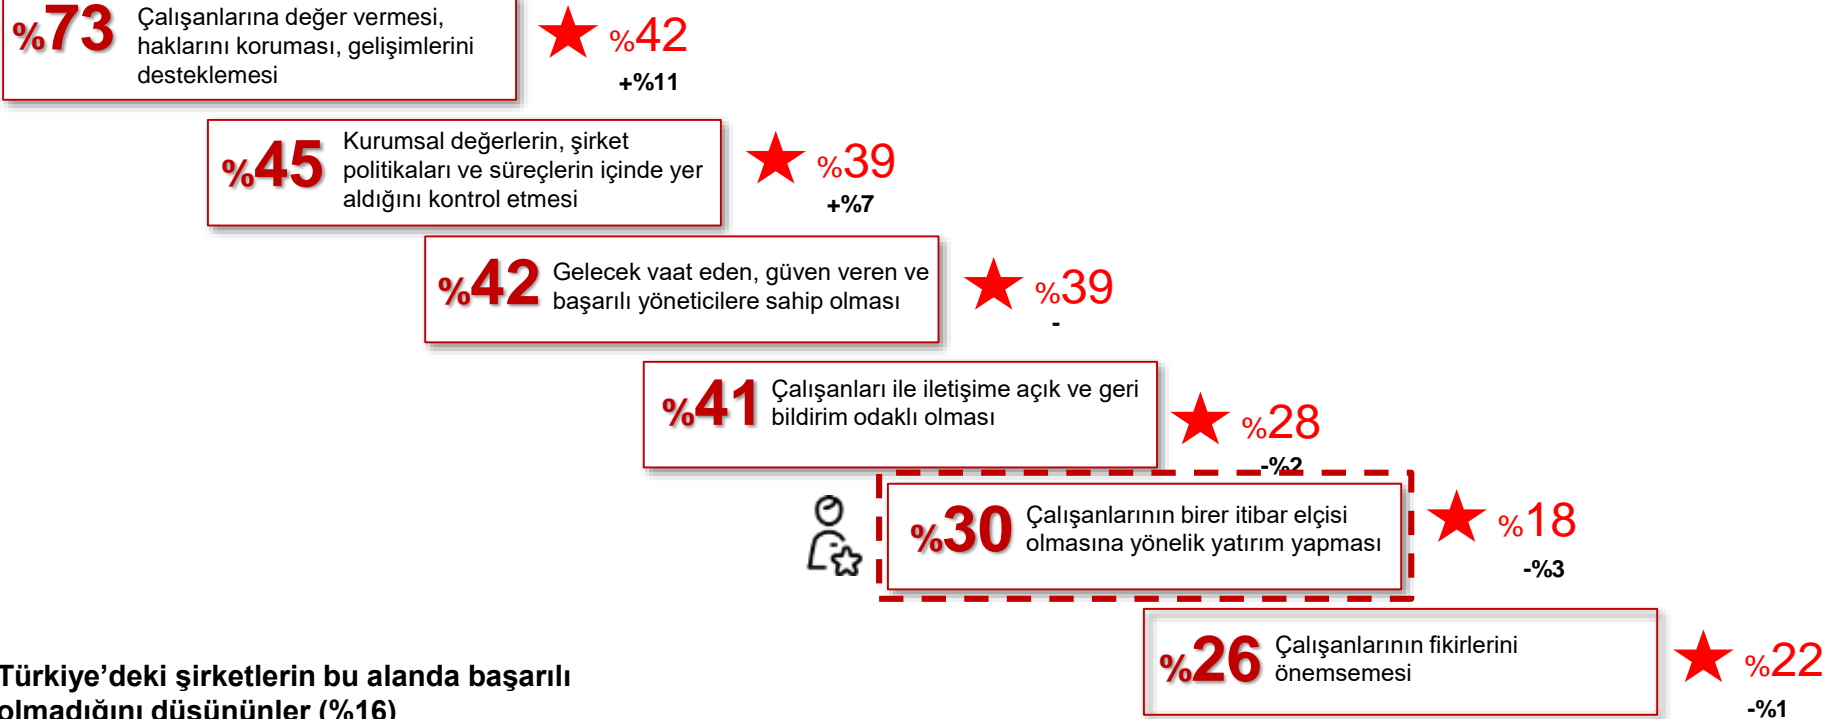 %73 Çalışanlarına değer vermesi,
haklarını koruması, gelişimlerini
desteklemesi
%42
+%11
%45 Kurumsal değerlerin, şirket
politikaları ve süreçlerin içinde yer
aldığını kontrol etmesi
%39
+%7
%42 Gelecek vaat eden, güven veren ve
başarılı yöneticilere sahip olması
%39
-
%41 Çalışanları ile iletişime açık ve geri
bildirim odaklı olması
%28
-%2
%30 Çalışanlarının birer itibar elçisi
olmasına yönelik yatırım yapması
%18
-%3
%26 Çalışanlarının fikirlerini
önemsemesi
%22
-%1
Türkiye’deki şirketlerin bu alanda başarılı
olmadığını düşününler (%16)